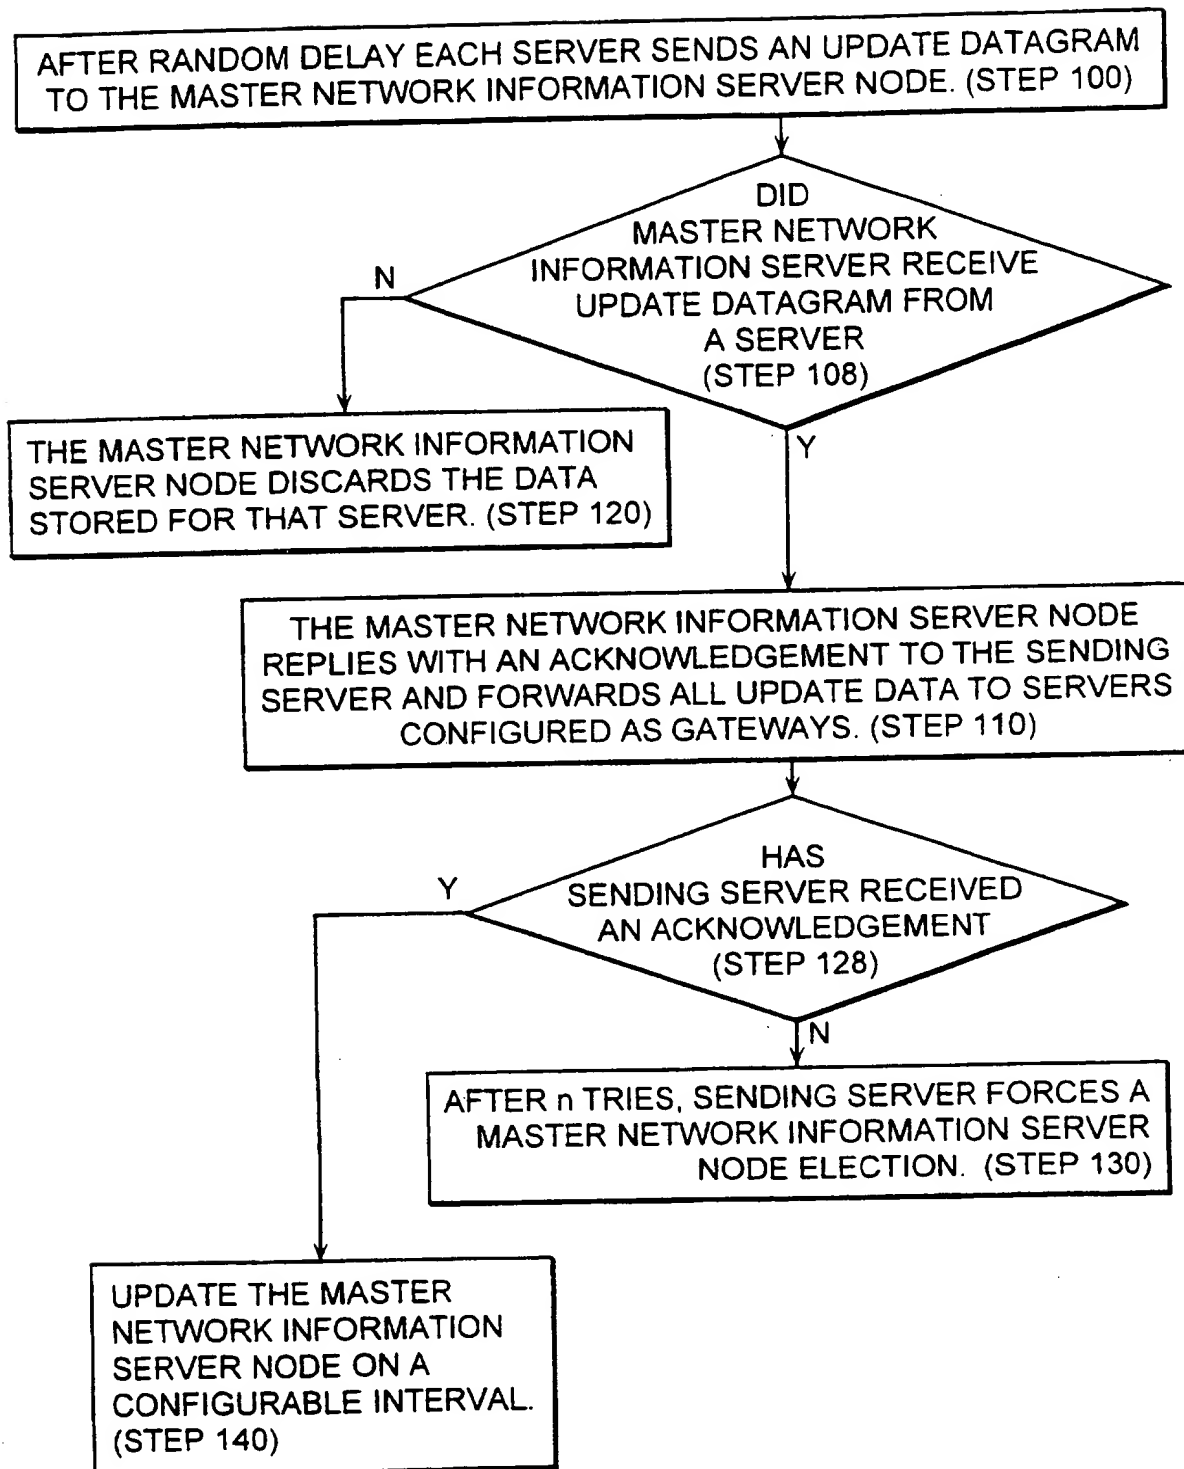 AFTER RANDOM DELAY EACH SERVER SENDS AN UPDATE DATAGRAM
TO THE MASTER NETWORK INFORMATION SERVER NODE. (STEP 100)
DID
MASTER NETWORK
INFORMATION SERVER RECEIVE
UPDATE DATAGRAM FROM
A SERVER
(STEP 108)
N
Y
THE MASTER NETWORK INFORMATION
SERVER NODE DISCARDS THE DATA
STORED FOR THAT SERVER. (STEP 120)
THE MASTER NETWORK INFORMATION SERVER NODE
REPLIES WITH AN ACKNOWLEDGEMENT TO THE SENDING
SERVER AND FORWARDS ALL UPDATE DATA TO SERVERS
CONFIGURED AS GATEWAYS. (STEP 110)
HAS
SENDING SERVER RECEIVED
AN ACKNOWLEDGEMENT
(STEP 128)
Y
N
AFTER n TRIES, SENDING SERVER FORCES A
MASTER NETWORK INFORMATION SERVER
NODE ELECTION. (STEP 130)
UPDATE THE MASTER
NETWORK INFORMATION
SERVER NODE ON A
CONFIGURABLE INTERVAL.
(STEP 140)